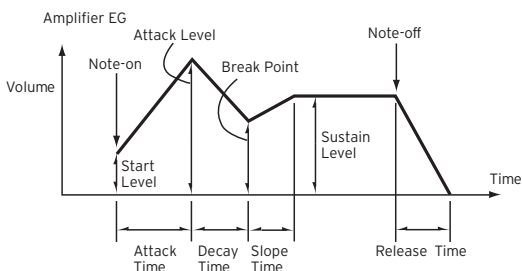 Amplifier EG
Attack Level
Note-off
Note-on
Break Point
Volume
Sustain
Level
Start
Level
Time
Attack
Time
Decay
Time
Slope
Time
Release Time